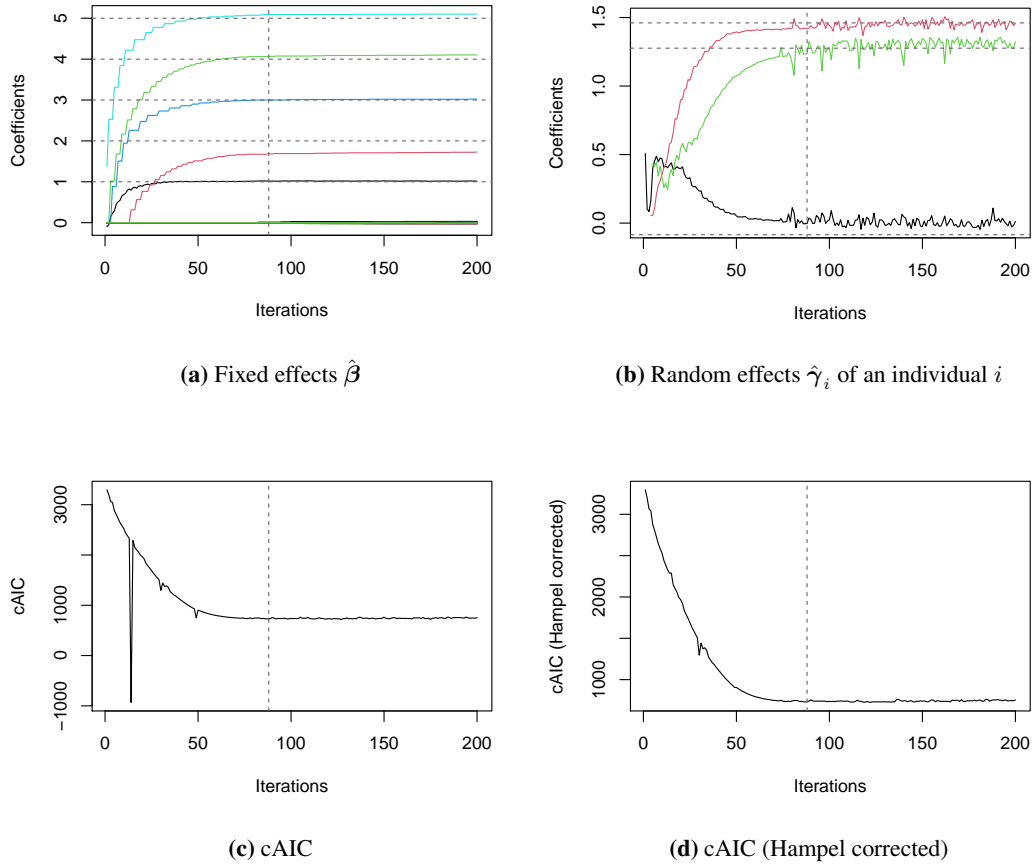 Coefficients
5
4
3
2
1
0
0 50 100 150 200
Iterations
(a) Fixed effects β̂
Coefficients
1.5
1.0
0.5
0.0
0 50 100 150 200
Iterations
(b) Random effects γ̂ᵢ of an individual i
cAIC
3000
1000
0
−1000
0 50 100 150 200
Iterations
(c) cAIC
cAIC (Hampel corrected)
3000
2000
1000
0 50 100 150 200
Iterations
(d) cAIC (Hampel corrected)